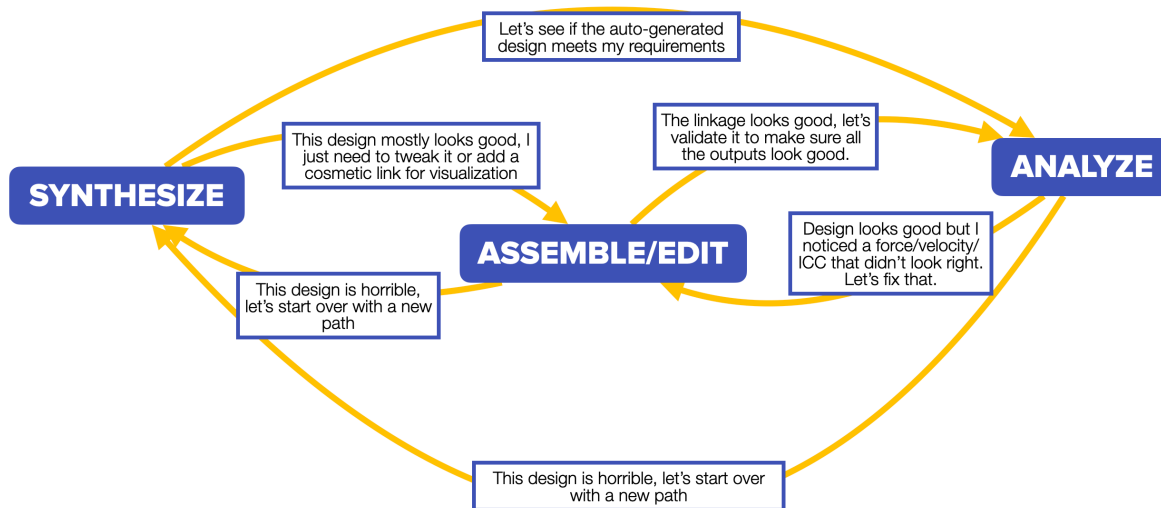 Let's see if the auto-generated
design meets my requirements
The linkage looks good, let's
validate it to make sure all
the outputs look good.
This design mostly looks good, I
just need to tweak it or add a
cosmetic link for visualization
SYNTHESIZE
ANALYZE
ASSEMBLE/EDIT
Design looks good but I
noticed a force/velocity/
ICC that didn't look right.
Let's fix that.
This design is horrible,
let's start over with a new
path
This design is horrible, let's start over
with a new path